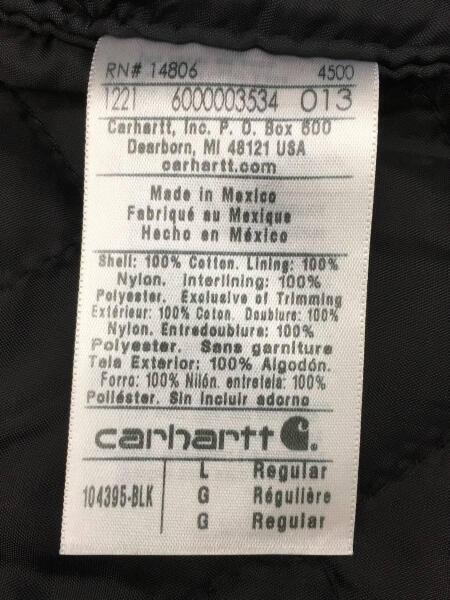 RN# 14806 4500
1221 6000003534 013
Carhartt, Inc. P. O. Box 600
Dearborn, MI 48121 USA
carhartt.com
Made in Mexico
Fabriqué au Mexique
Hecho en México
Shell: 100% Cotton. Lining: 100%
Nylon. Interlining: 100%
Polyester. Exclusive of Trimming
Extérieur: 100% Coton. Doublure: 100%
Nylon. Entredoublure: 100%
Polyester. Sans garniture
Tela Exterior: 100% Algodón.
Forro: 100% Nilón. entretela: 100%
Poliéster. Sin incluir adorno
carhartt
L Regular
104395-BLK G Régulière
G Regular